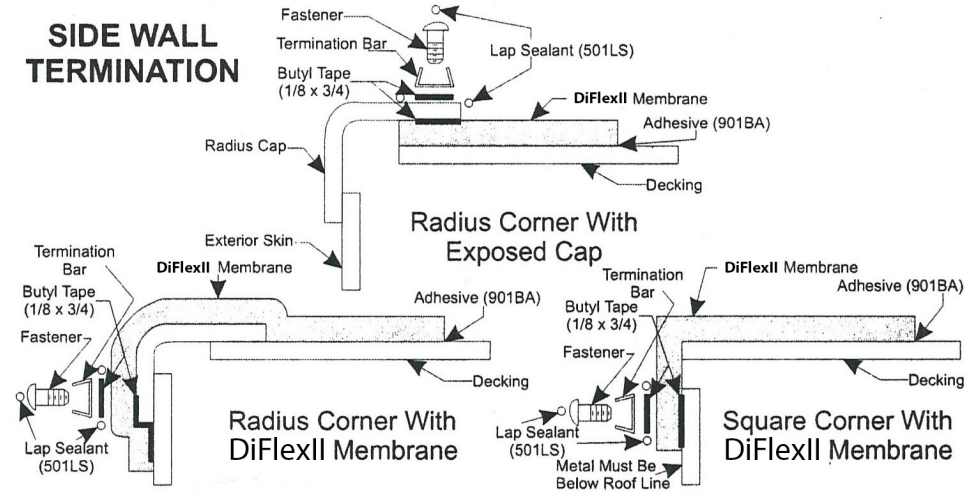 SIDE WALL
TERMINATION
Fastener
Termination Bar
Butyl Tape
(1/8 x 3/4)
Lap Sealant (501LS)
DiFlexII Membrane
Adhesive (901BA)
Radius Cap
Decking
Radius Corner With
Exposed Cap
Exterior Skin
Termination
Bar
DiFlexII Membrane
Butyl Tape
(1/8 x 3/4)
Fastener
Adhesive (901BA)
Decking
Lap Sealant
(501LS)
Radius Corner With
DiFlexII Membrane
Termination
Bar
DiFlexII Membrane
Butyl Tape
(1/8 x 3/4)
Adhesive (901BA)
Fastener
Decking
Lap Sealant
(501LS)
Metal Must Be
Below Roof Line
Square Corner With
DiFlexII Membrane